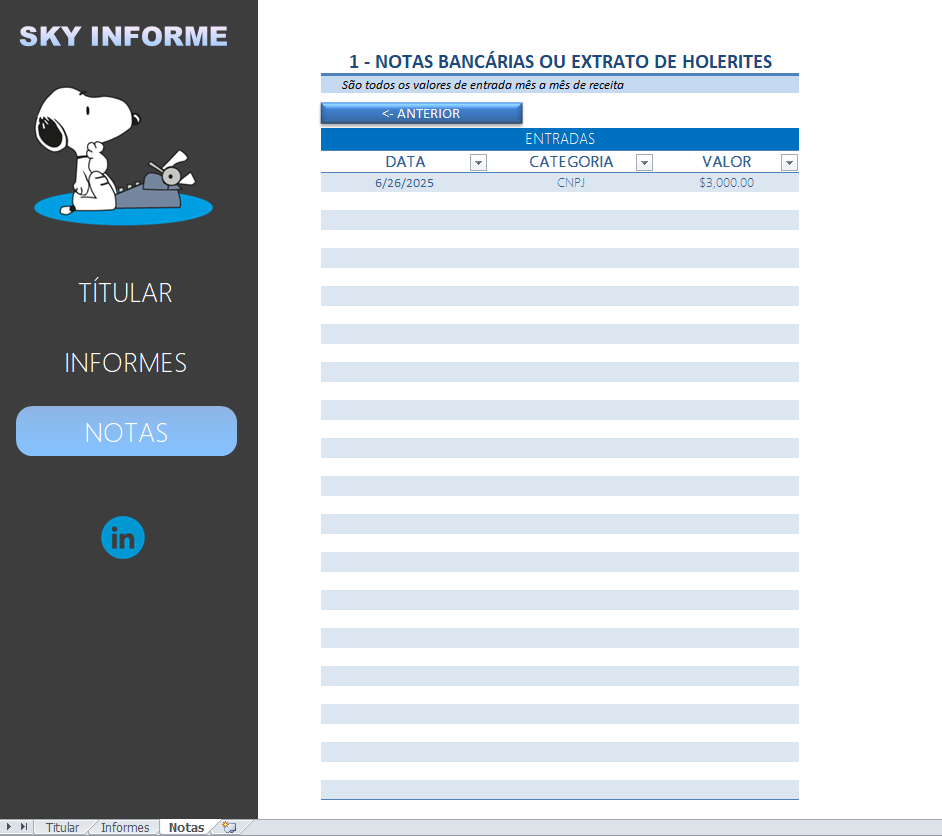 SKY INFORME
TÍTULAR
INFORMES
NOTAS
in
1 - NOTAS BANCÁRIAS OU EXTRATO DE HOLERITES
São todos os valores de entrada mês a mês de receita
<- ANTERIOR
ENTRADAS
DATA CATEGORIA VALOR
6/26/2025 CNPJ $3,000.00
Titular Informes Notas